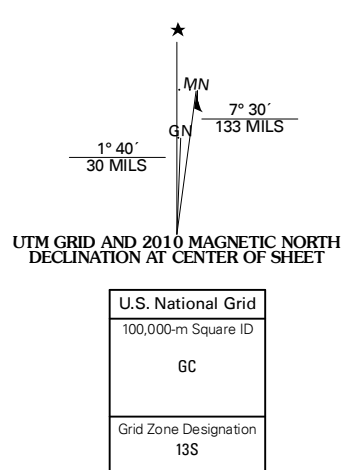 MN
GN
7° 30´
133 MILS
1° 40´
30 MILS
UTM GRID AND 2010 MAGNETIC NORTH
DECLINATION AT CENTER OF SHEET
U.S. National Grid
100,000-m Square ID
GC
Grid Zone Designation
13S